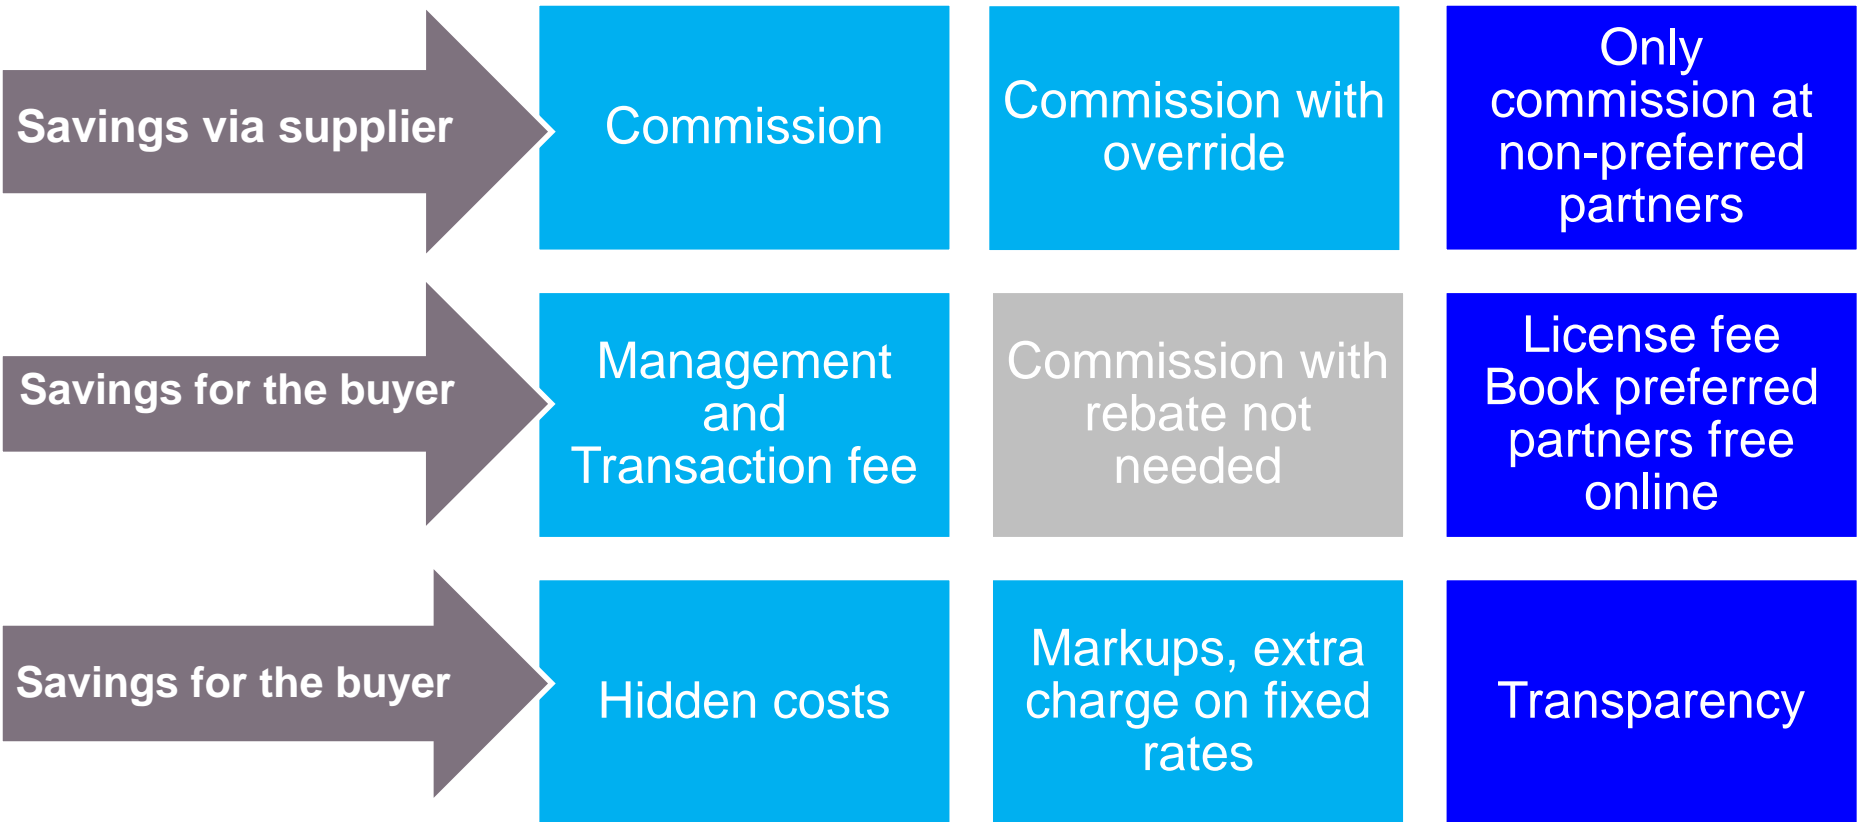 Savings via supplier
Commission
Commission with
override
Only
commission at
non-preferred
partners
Savings for the buyer
Management
and
Transaction fee
Commission with
rebate not
needed
License fee
Book preferred
partners free
online
Savings for the buyer
Hidden costs
Markups, extra
charge on fixed
rates
Transparency